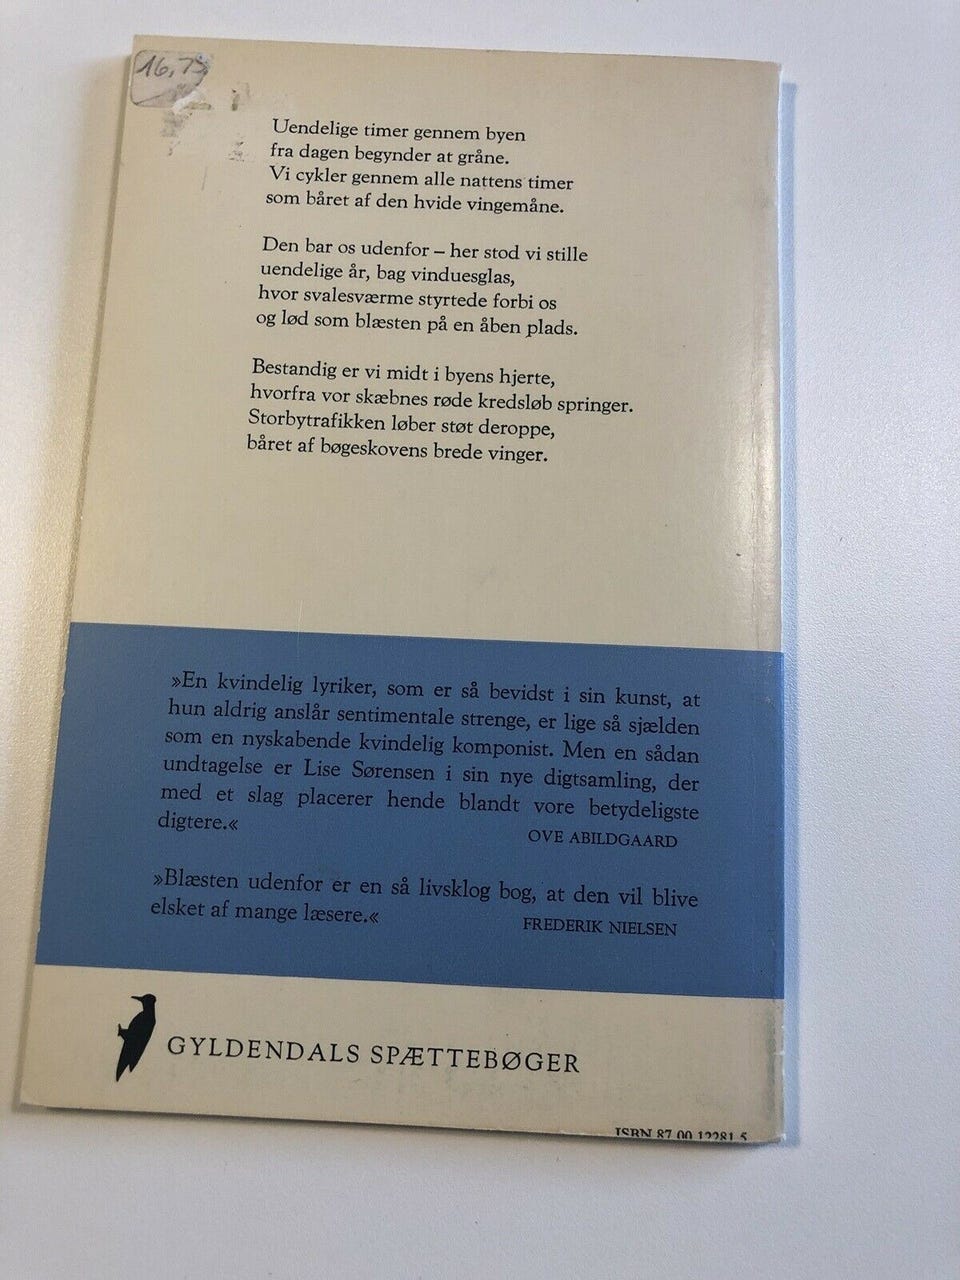 16,75
Uendelige timer gennem byen
fra dagen begynder at gråne.
Vi cykler gennem alle nattens timer
som båret af den hvide vingemåne.
Den bar os udenfor – her stod vi stille
uendelige år, bag vinduesglas,
hvor svalesværme styrtede forbi os
og lød som blæsten på en åben plads.
Bestandig er vi midt i byens hjerte,
hvorfra vor skæbnes røde kredsløb springer.
Storbytrafikken løber støt deroppe,
båret af bøgeskovens brede vinger.
»En kvindelig lyriker, som er så bevidst i sin kunst, at
hun aldrig anslår sentimentale strenge, er lige så sjælden
som en nyskabende kvindelig komponist. Men en sådan
undtagelse er Lise Sørensen i sin nye digtsamling, der
med et slag placerer hende blandt vore betydeligste
digtere.«
OVE ABILDGAARD
»Blæsten udenfor er en så livsklog bog, at den vil blive
elsket af mange læsere.«
FREDERIK NIELSEN
GYLDENDALS SPÆTTEBØGER
ISBN 87 00 12281 5